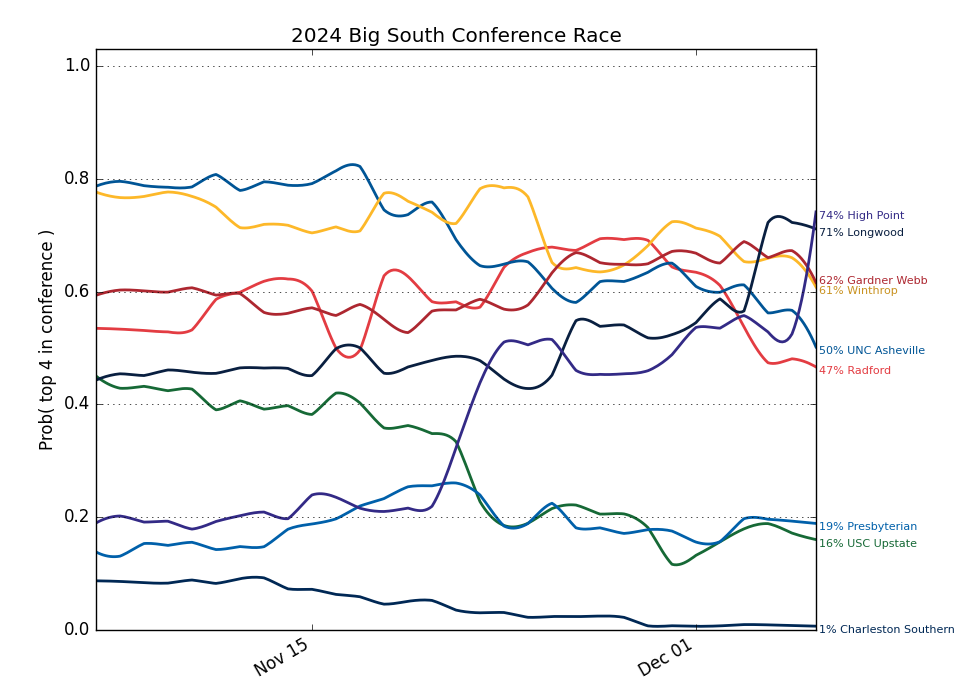 2024 Big South Conference Race
Prob( top 4 in conference )
1.0
0.8
0.6
0.4
0.2
0.0
Nov 15
Dec 01
74% High Point
71% Longwood
62% Gardner Webb
61% Winthrop
50% UNC Asheville
47% Radford
19% Presbyterian
16% USC Upstate
1% Charleston Southern